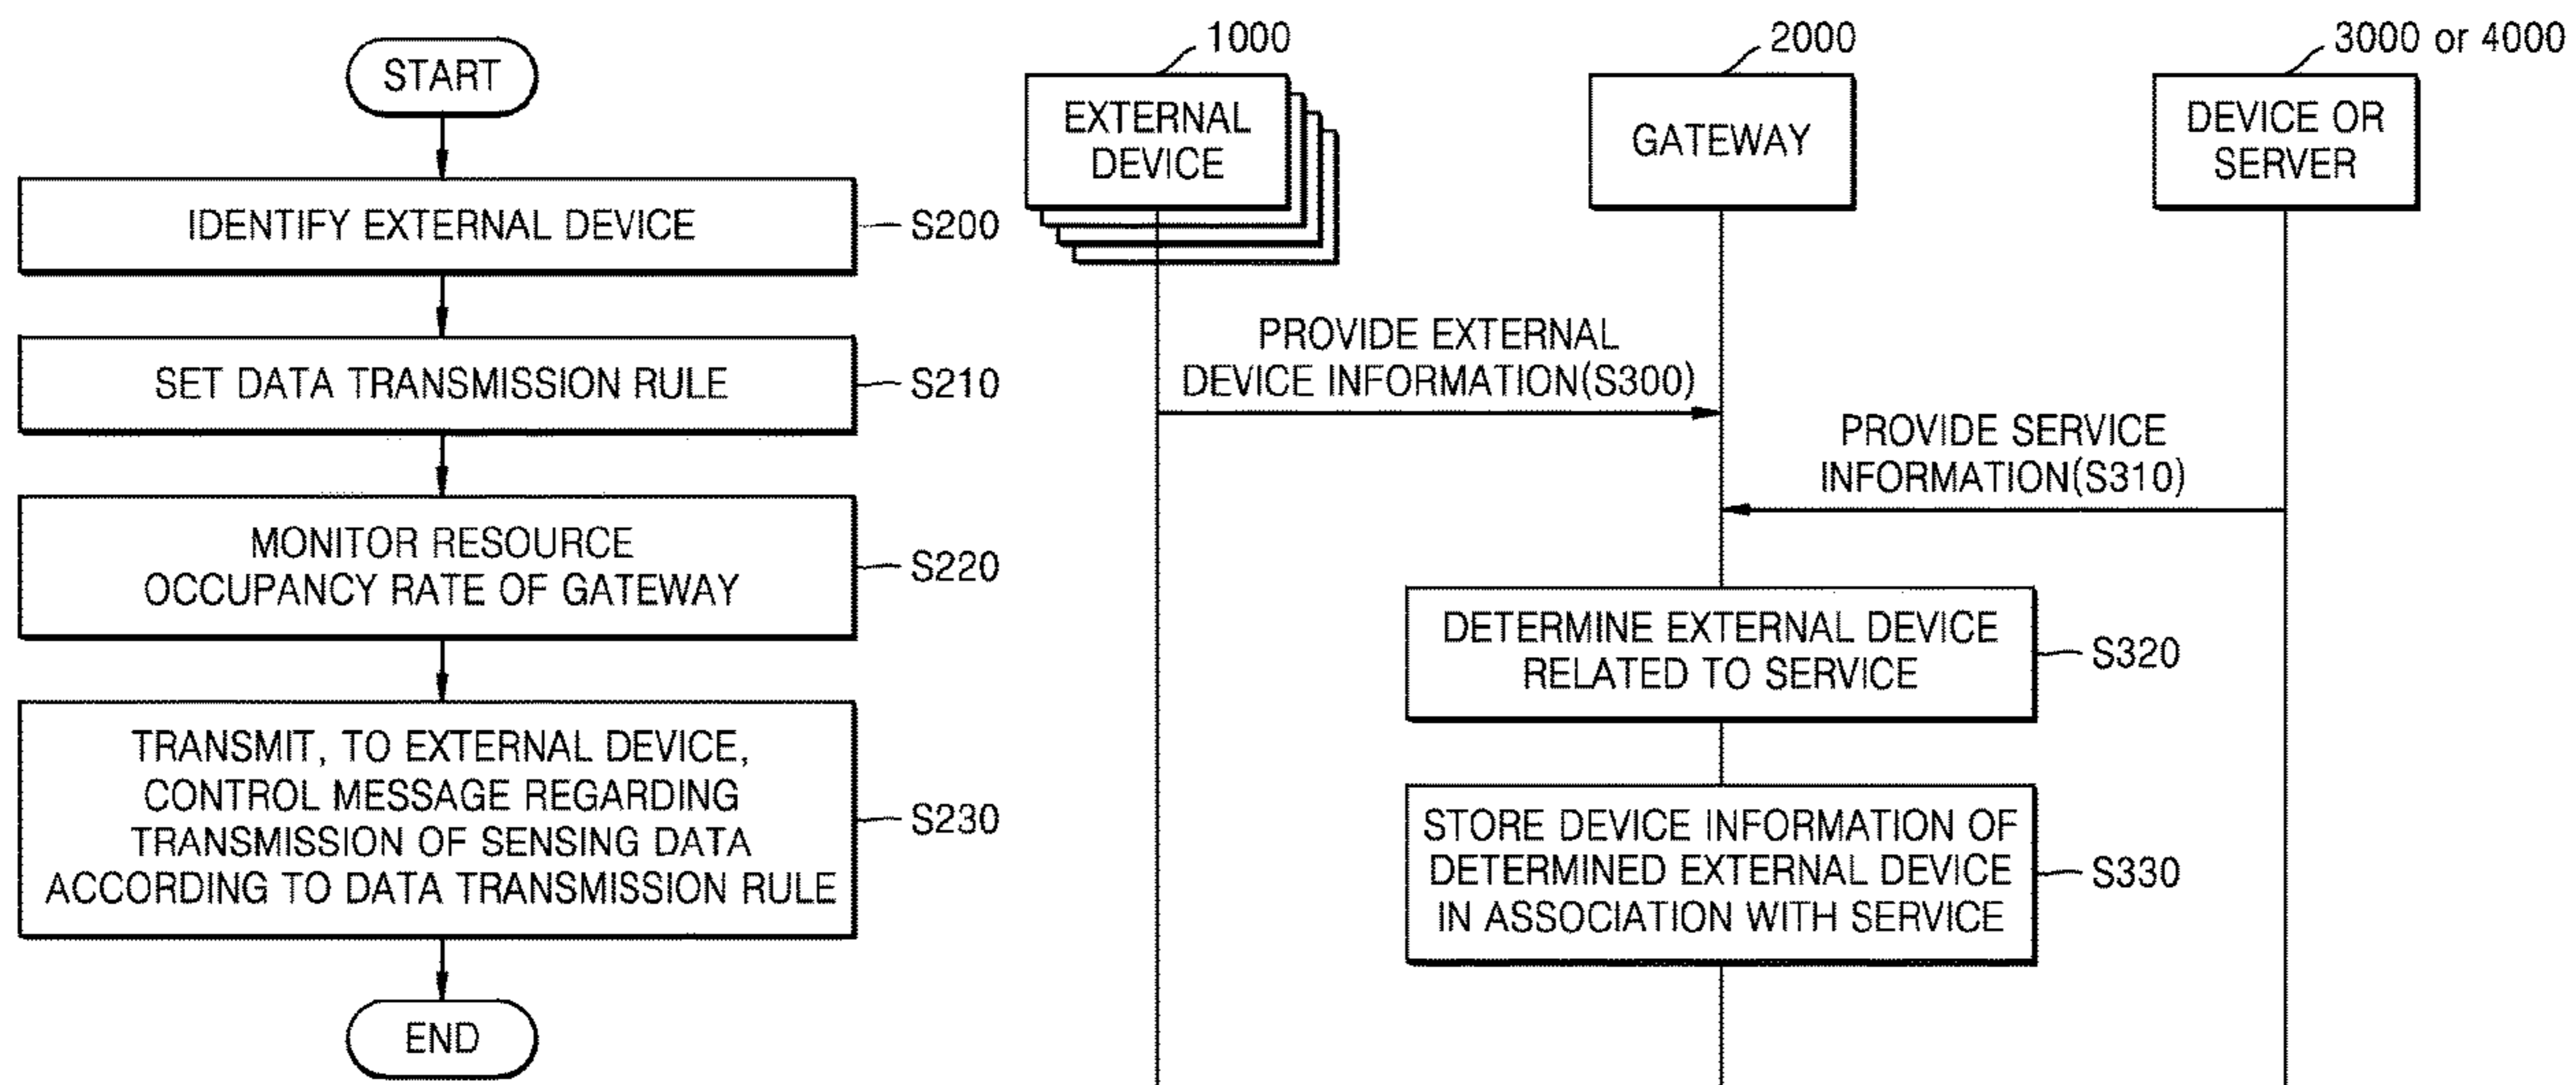 START
IDENTIFY EXTERNAL DEVICE
S200
SET DATA TRANSMISSION RULE
S210
MONITOR RESOURCE
OCCUPANCY RATE OF GATEWAY
S220
TRANSMIT, TO EXTERNAL DEVICE,
CONTROL MESSAGE REGARDING
TRANSMISSION OF SENSING DATA
ACCORDING TO DATA TRANSMISSION RULE
S230
END
1000
EXTERNAL
DEVICE
2000
GATEWAY
3000 or 4000
DEVICE OR
SERVER
PROVIDE EXTERNAL
DEVICE INFORMATION(S300)
PROVIDE SERVICE
INFORMATION(S310)
DETERMINE EXTERNAL DEVICE
RELATED TO SERVICE
S320
STORE DEVICE INFORMATION OF
DETERMINED EXTERNAL DEVICE
IN ASSOCIATION WITH SERVICE
S330